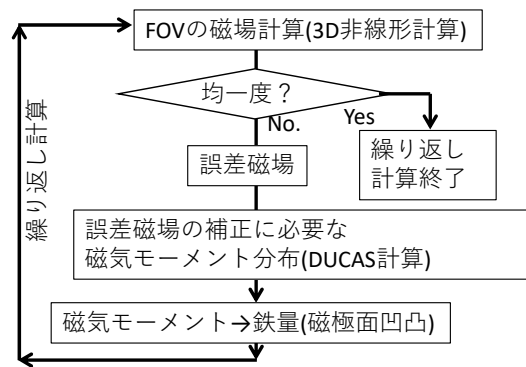 FOVの磁場計算(3D非線形計算)
均一度？
No.
Yes
誤差磁場
繰り返し
計算終了
誤差磁場の補正に必要な
磁気モーメント分布(DUCAS計算)
磁気モーメント→鉄量(磁極面凹凸)
繰り返し計算